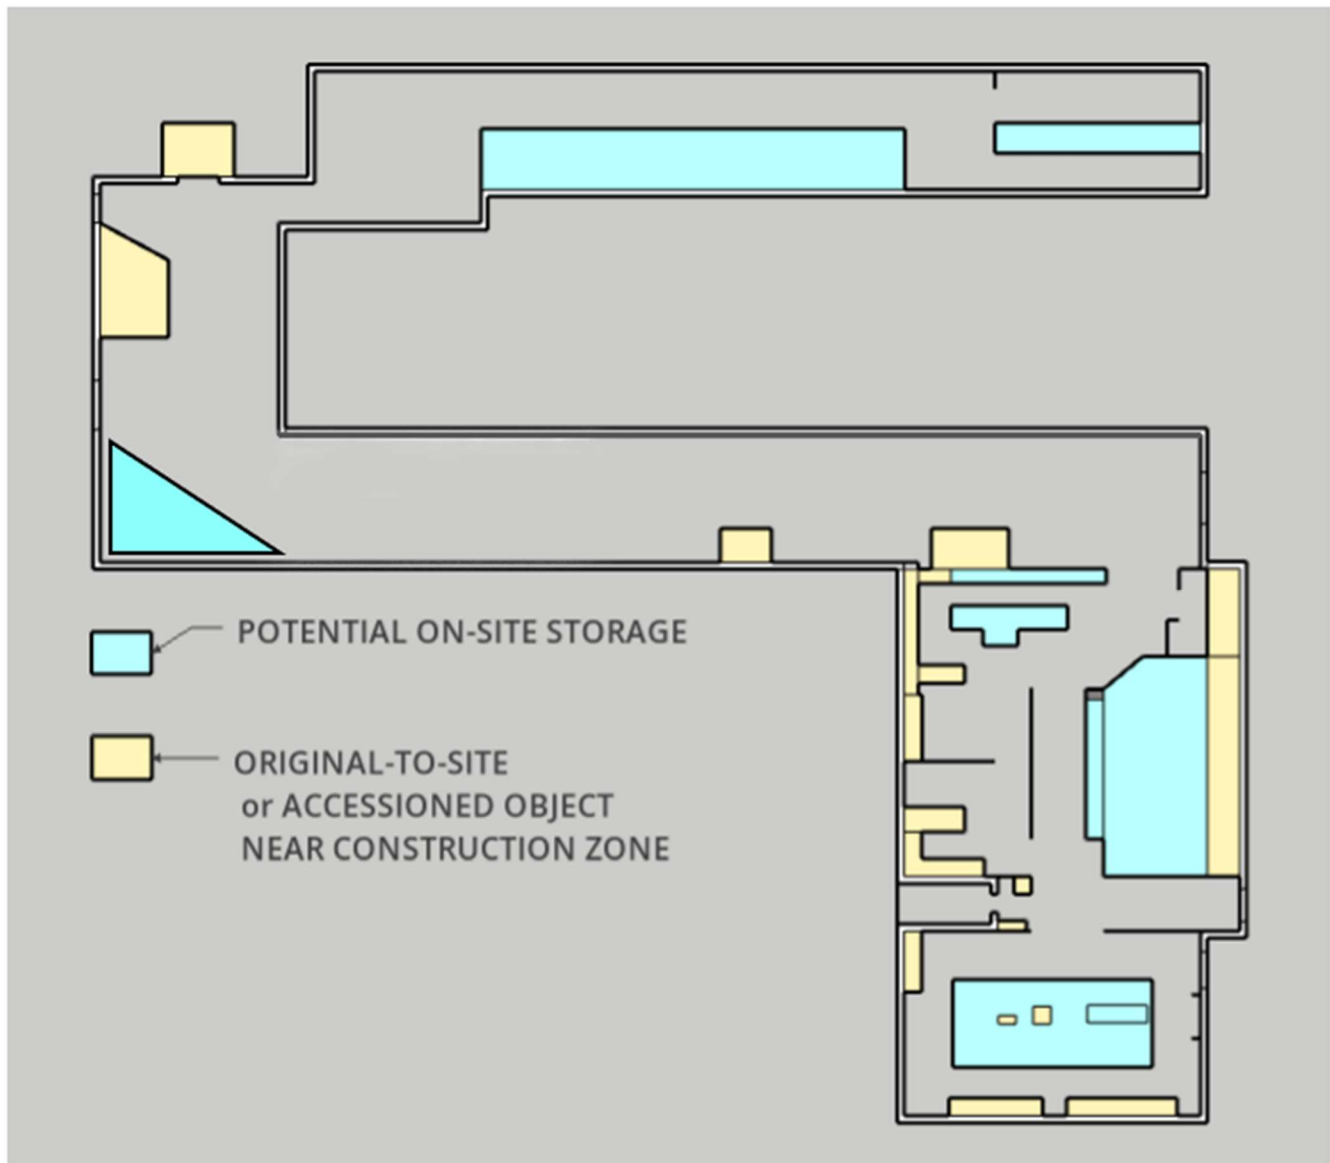 POTENTIAL ON-SITE STORAGE
ORIGINAL-TO-SITE
or ACCESSIONED OBJECT
NEAR CONSTRUCTION ZONE